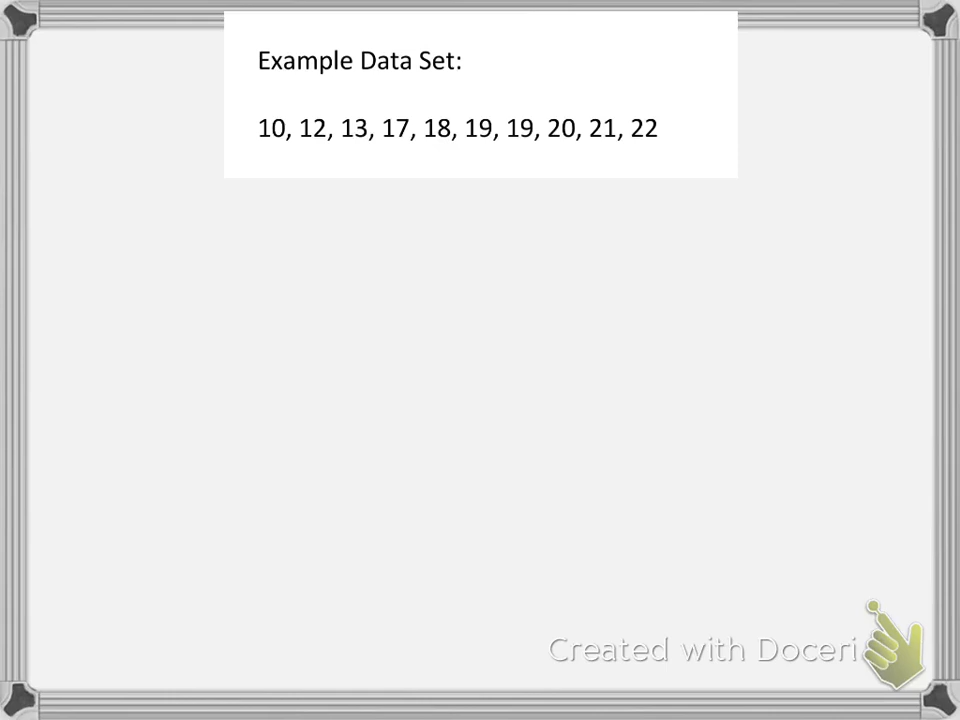 Example Data Set:
10, 12, 13, 17, 18, 19, 19, 20, 21, 22
Created with Doceri